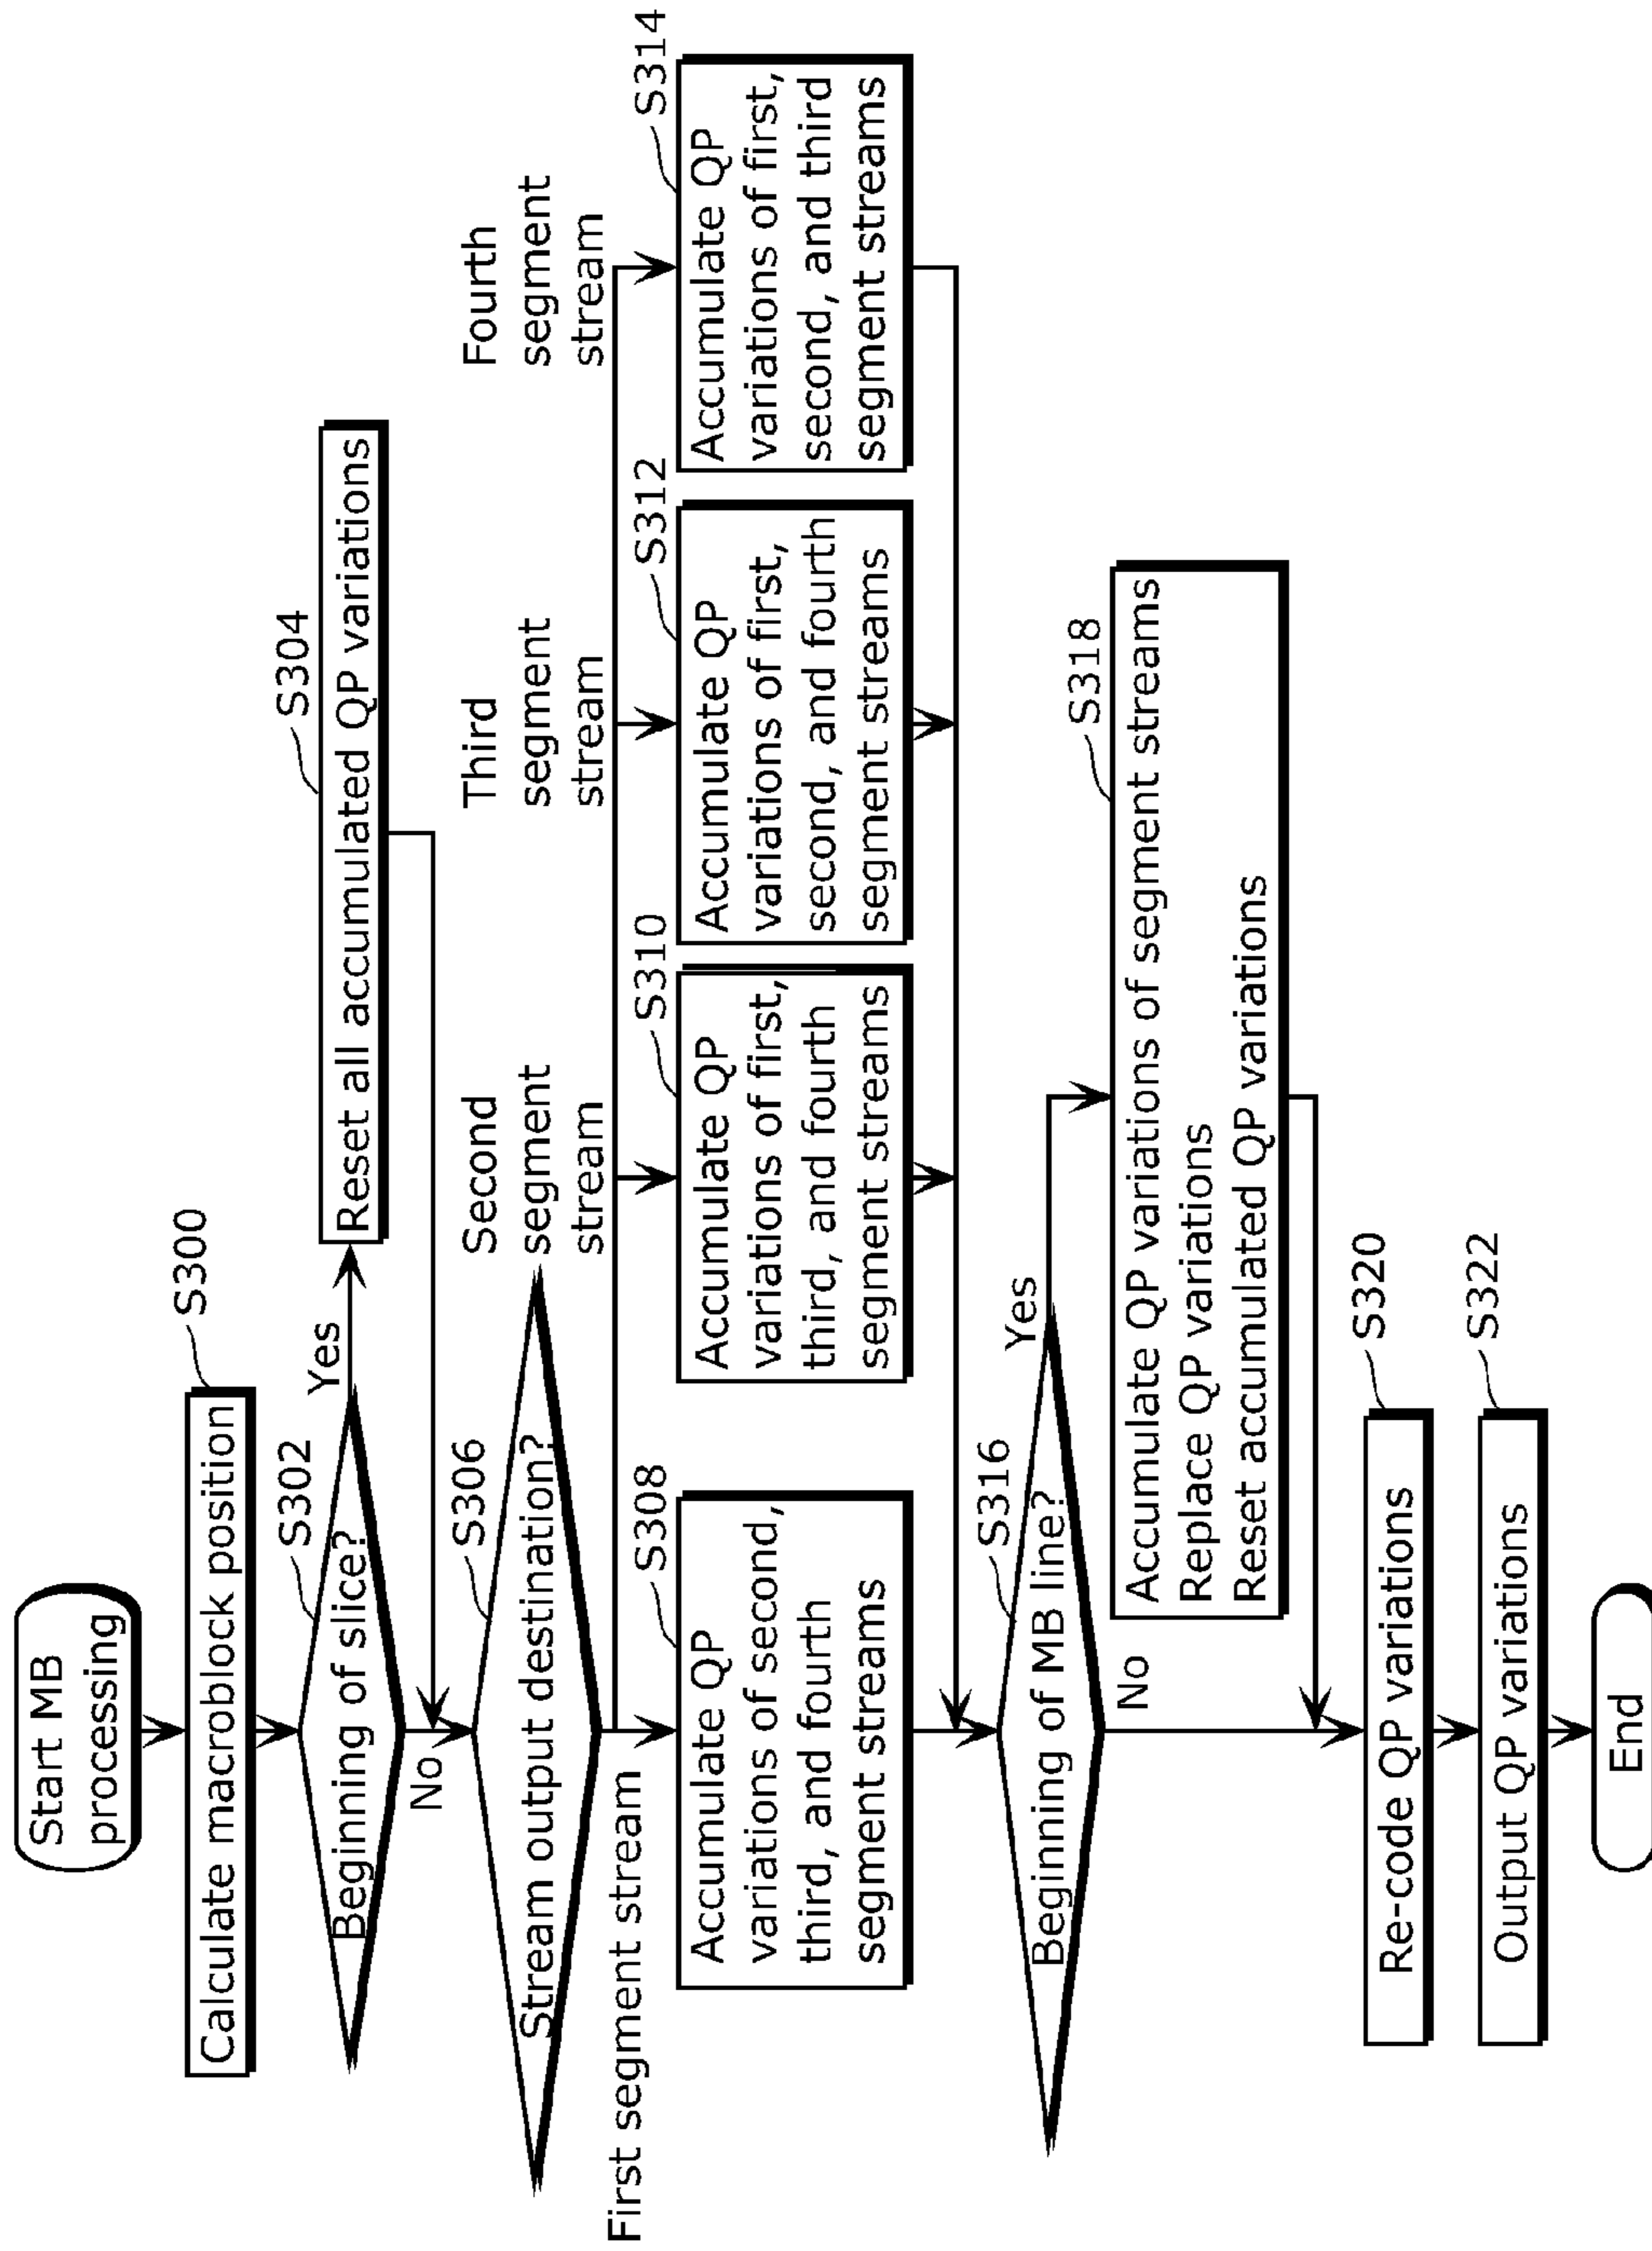 Start MB
processing
S300
Calculate macroblock position
S302
Beginning of slice?
Yes
No
S304
Reset all accumulated QP variations
S306
Stream output destination?
First segment stream
Second
segment
stream
Third
segment
stream
Fourth
segment
stream
S308
Accumulate QP
variations of second,
third, and fourth
segment streams
S310
Accumulate QP
variations of first,
third, and fourth
segment streams
S312
Accumulate QP
variations of first,
second, and fourth
segment streams
S314
Accumulate QP
variations of first,
second, and third
segment streams
S316
Beginning of MB line?
Yes
No
S318
Accumulate QP variations of segment streams
Replace QP variations
Reset accumulated QP variations
S320
Re-code QP variations
S322
Output QP variations
End